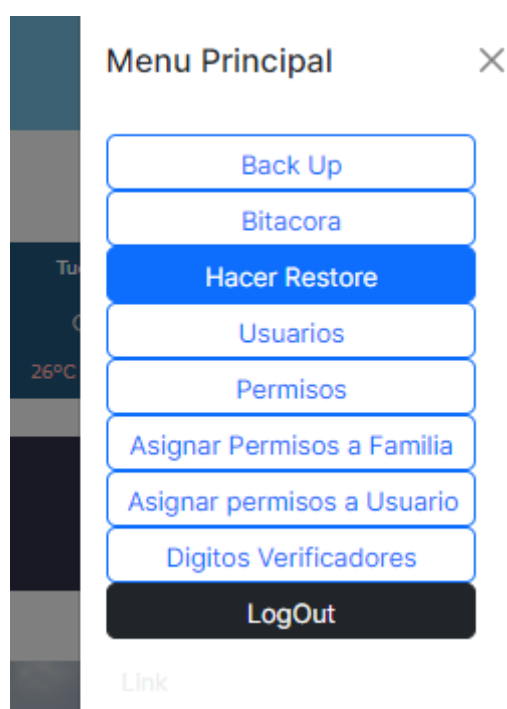 Menu Principal
Back Up
Bitacora
Hacer Restore
Usuarios
Permisos
Asignar Permisos a Familia
Asignar permisos a Usuario
Digitos Verificadores
LogOut
Link
26°C